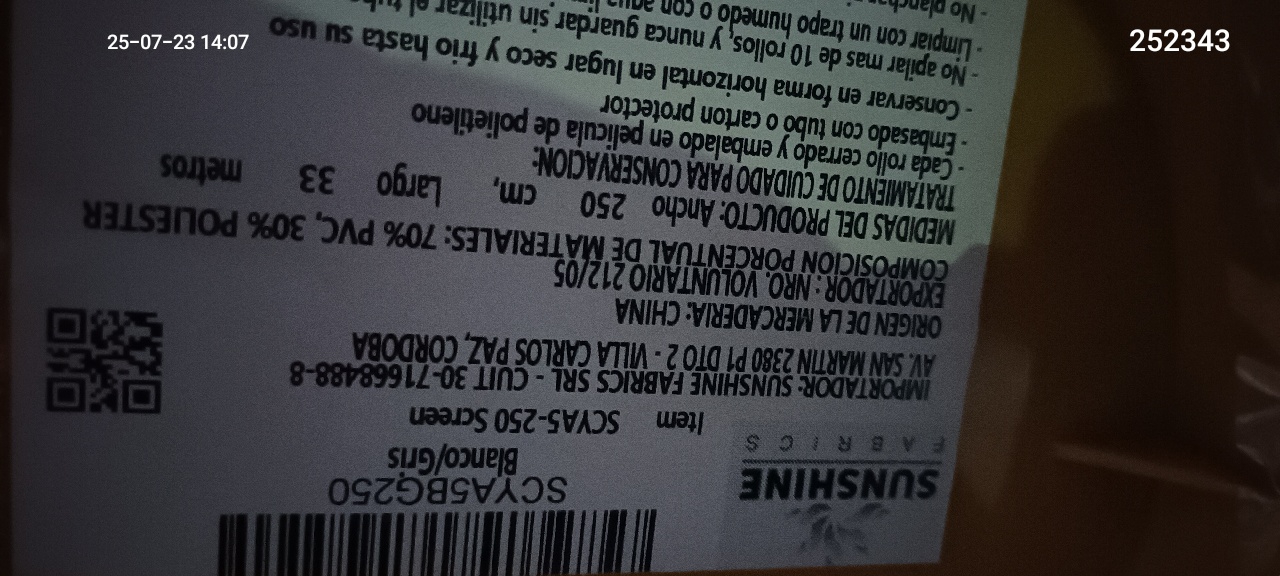 25-07-23 14:07
252343
SCYA5BG250
Blanco/Gris
SUNSHINE
FABRICS
Item SCYA5-250 Screen
IMPORTADOR: SUNSHINE FABRICS SRL - CUIT 30-71668488-8
AV. SAN MARTIN 2380 P1 DTO 2 - VILLA CARLOS PAZ, CORDOBA
ORIGEN DE LA MERCADERIA: CHINA
EXPORTADOR : NRO. VOLUNTARIO 212/05
COMPOSICION PORCENTUAL DE MATERIALES: 70% PVC, 30% POLIESTER
MEDIDAS DEL PRODUCTO: Ancho 250 cm, Largo 33 metros
TRATAMIENTO DE CUIDADO PARA CONSERVACION:
- Cada rollo cerrado y embalado en pelicula de polietileno
- Embasado con tubo o carton protector
- Conservar en forma horizontal en lugar seco y frio hasta su uso
- No apilar mas de 10 rollos, y nunca guardar sin utilizar el
- Limpiar con un trapo humedo o con agua
- No